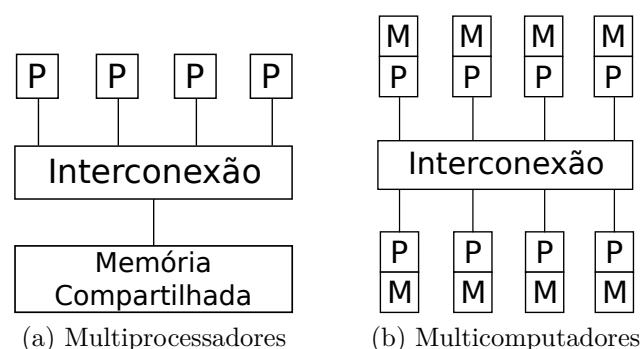 P P P P
Interconexão
Memória
Compartilhada
(a) Multiprocessadores
M M M M
P P P P
Interconexão
P P P P
M M M M
(b) Multicomputadores